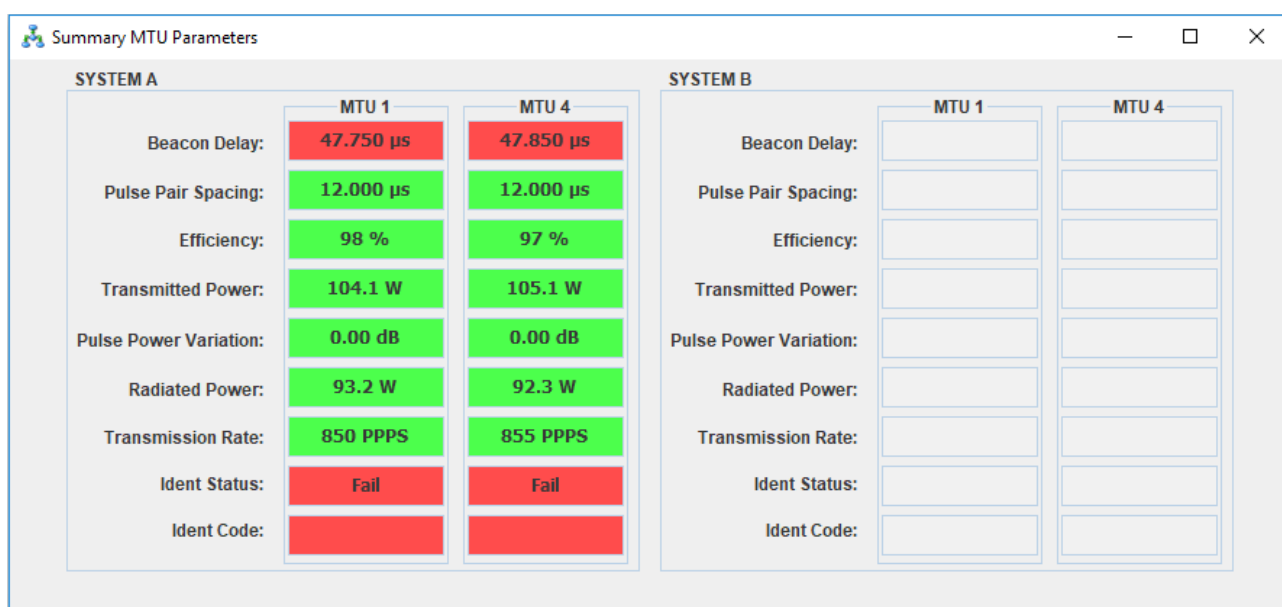 Summary MTU Parameters
SYSTEM A
MTU 1 MTU 4
Beacon Delay: 47.750 µs 47.850 µs
Pulse Pair Spacing: 12.000 µs 12.000 µs
Efficiency: 98 % 97 %
Transmitted Power: 104.1 W 105.1 W
Pulse Power Variation: 0.00 dB 0.00 dB
Radiated Power: 93.2 W 92.3 W
Transmission Rate: 850 PPPS 855 PPPS
Ident Status: Fail Fail
Ident Code:
SYSTEM B
MTU 1 MTU 4
Beacon Delay:
Pulse Pair Spacing:
Efficiency:
Transmitted Power:
Pulse Power Variation:
Radiated Power:
Transmission Rate:
Ident Status:
Ident Code: